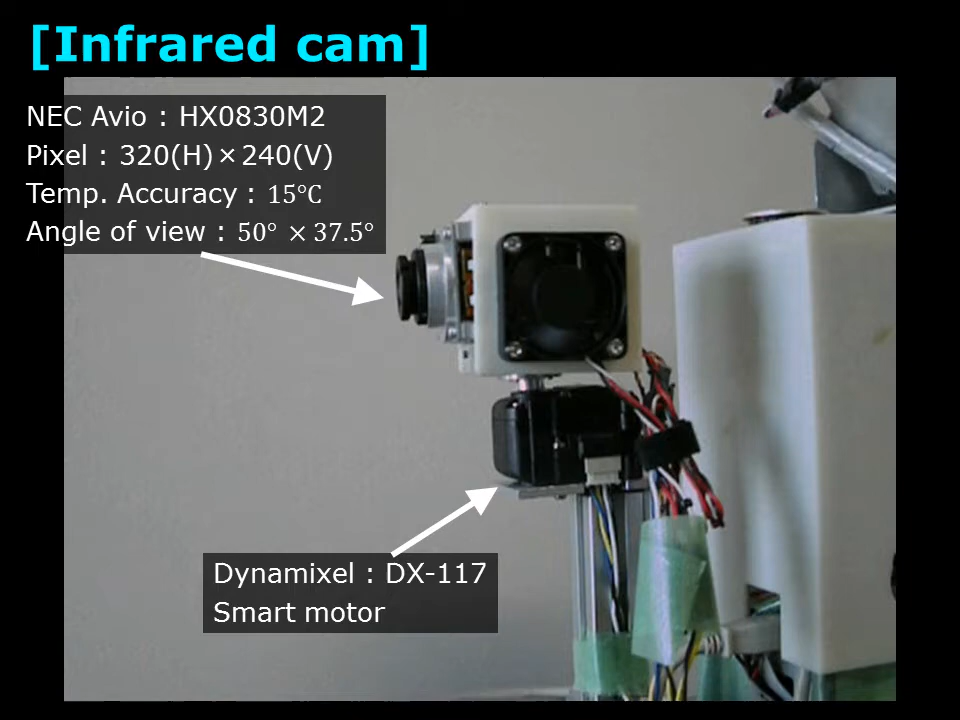 [Infrared cam]
NEC Avio : HX0830M2
Pixel : 320(H)×240(V)
Temp. Accuracy : 15℃
Angle of view : 50° ×37.5°
Dynamixel : DX-117
Smart motor